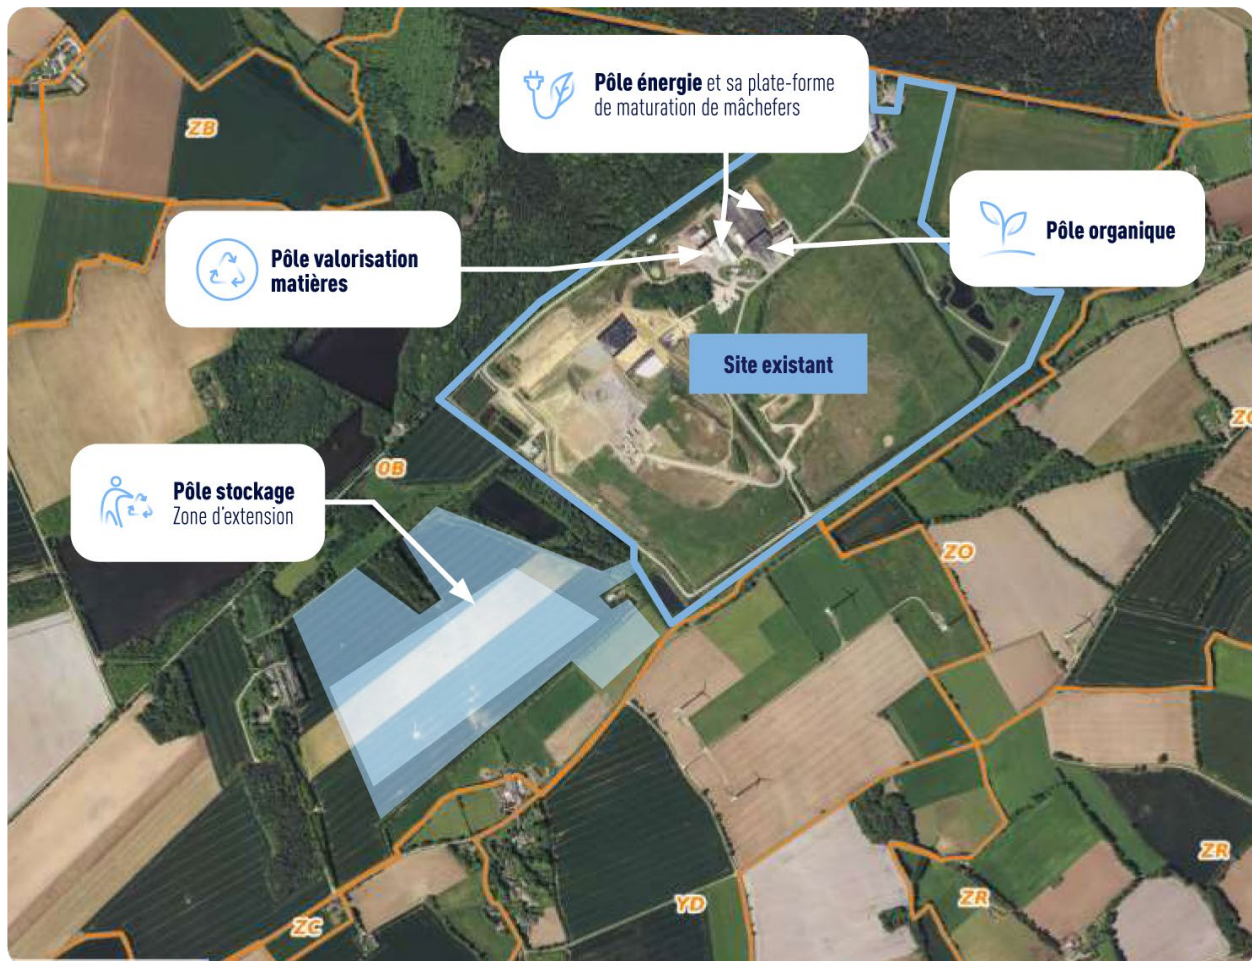 Pôle énergie et sa plate-forme
de maturation de mâchefers
ZB
Pôle organique
Pôle valorisation
matières
Site existant
OB
Pôle stockage
Zone d'extension
ZO
ZR
ZR
YD
ZC